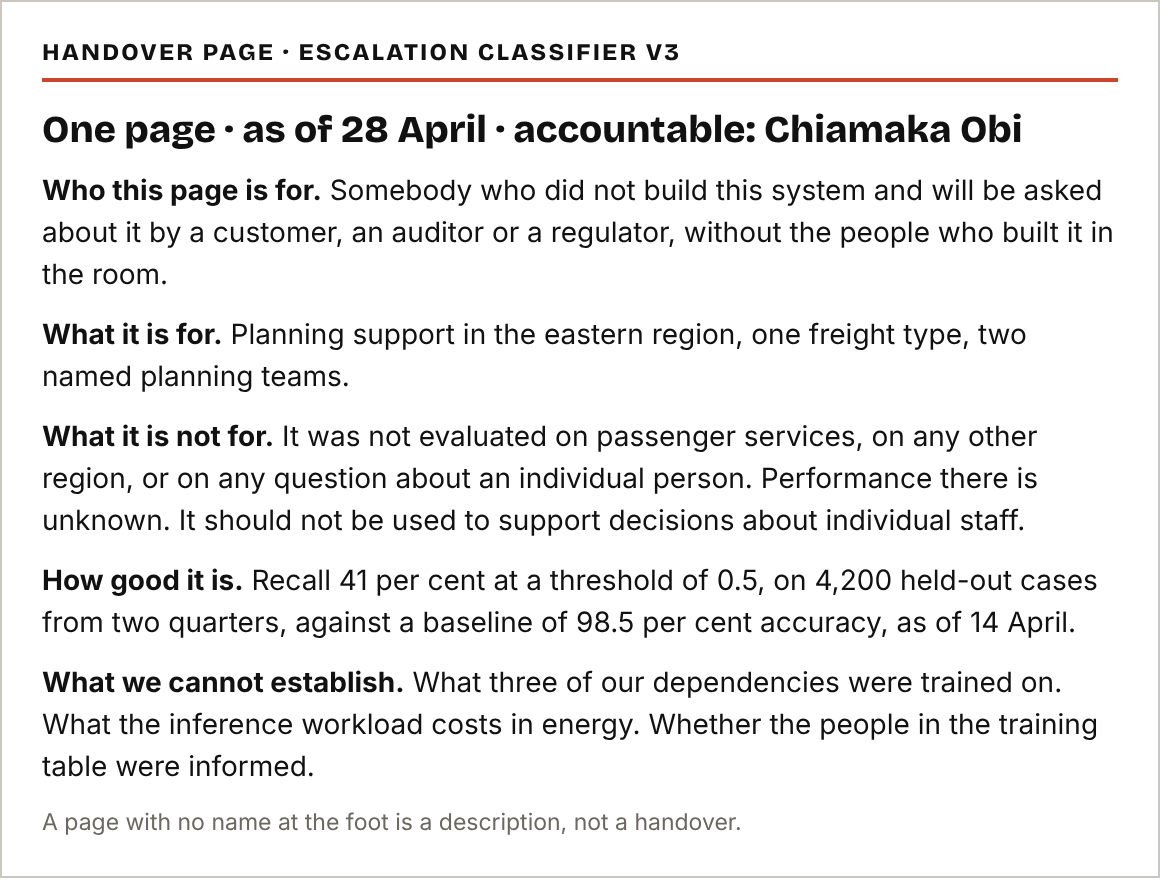 HANDOVER PAGE · ESCALATION CLASSIFIER V3
One page · as of 28 April · accountable: Chiamaka Obi
Who this page is for. Somebody who did not build this system and will be asked
about it by a customer, an auditor or a regulator, without the people who built it in
the room.
What it is for. Planning support in the eastern region, one freight type, two
named planning teams.
What it is not for. It was not evaluated on passenger services, on any other
region, or on any question about an individual person. Performance there is
unknown. It should not be used to support decisions about individual staff.
How good it is. Recall 41 per cent at a threshold of 0.5, on 4,200 held-out cases
from two quarters, against a baseline of 98.5 per cent accuracy, as of 14 April.
What we cannot establish. What three of our dependencies were trained on.
What the inference workload costs in energy. Whether the people in the training
table were informed.
A page with no name at the foot is a description, not a handover.